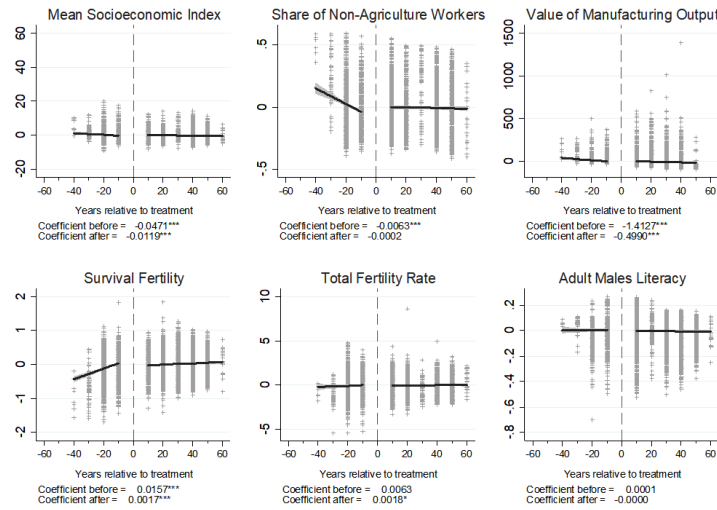 Mean Socioeconomic Index
20
0
-20
-60 -40 -20 0 20 40 60
Years relative to treatment
Coefficient before = -0.0471***
Coefficient after = -0.0119***
Share of Non-Agriculture Workers
.5
0
-.5
-60 -40 -20 0 20 40 60
Years relative to treatment
Coefficient before = -0.0063***
Coefficient after = -0.0002
Value of Manufacturing Output
1500
1000
500
0
-60 -40 -20 0 20 40 60
Years relative to treatment
Coefficient before = -1.4127***
Coefficient after = -0.4990***
Survival Fertility
2
1
0
-1
-2
-60 -40 -20 0 20 40 60
Years relative to treatment
Coefficient before = 0.0157***
Coefficient after = 0.0017***
Total Fertility Rate
10
5
0
-5
-60 -40 -20 0 20 40 60
Years relative to treatment
Coefficient before = 0.0063
Coefficient after = 0.0018*
Adult Males Literacy
.2
0
-.2
-.4
-.6
-.8
-60 -40 -20 0 20 40 60
Years relative to treatment
Coefficient before = 0.0001
Coefficient after = -0.0000